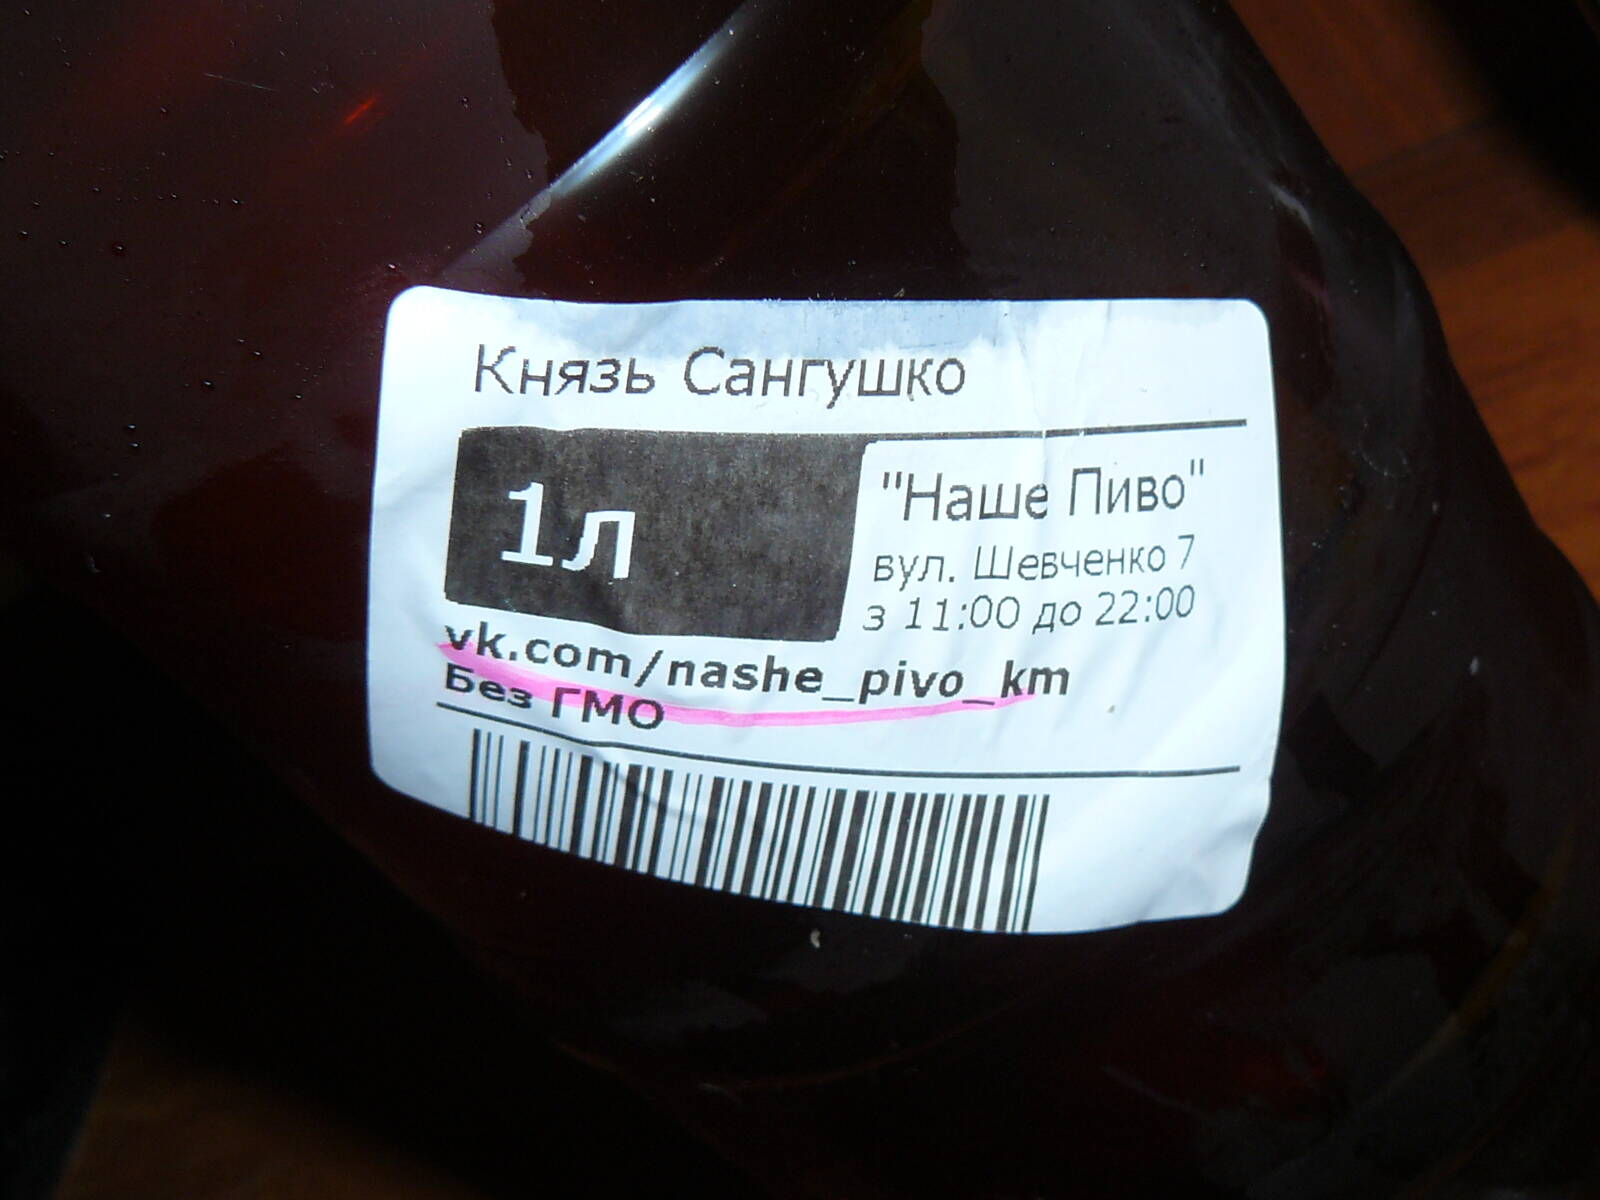 Князь Сангушко
1л
"Наше Пиво"
вул. Шевченко 7
з 11:00 до 22:00
vk.com/nashe_pivo_km
Без ГМО